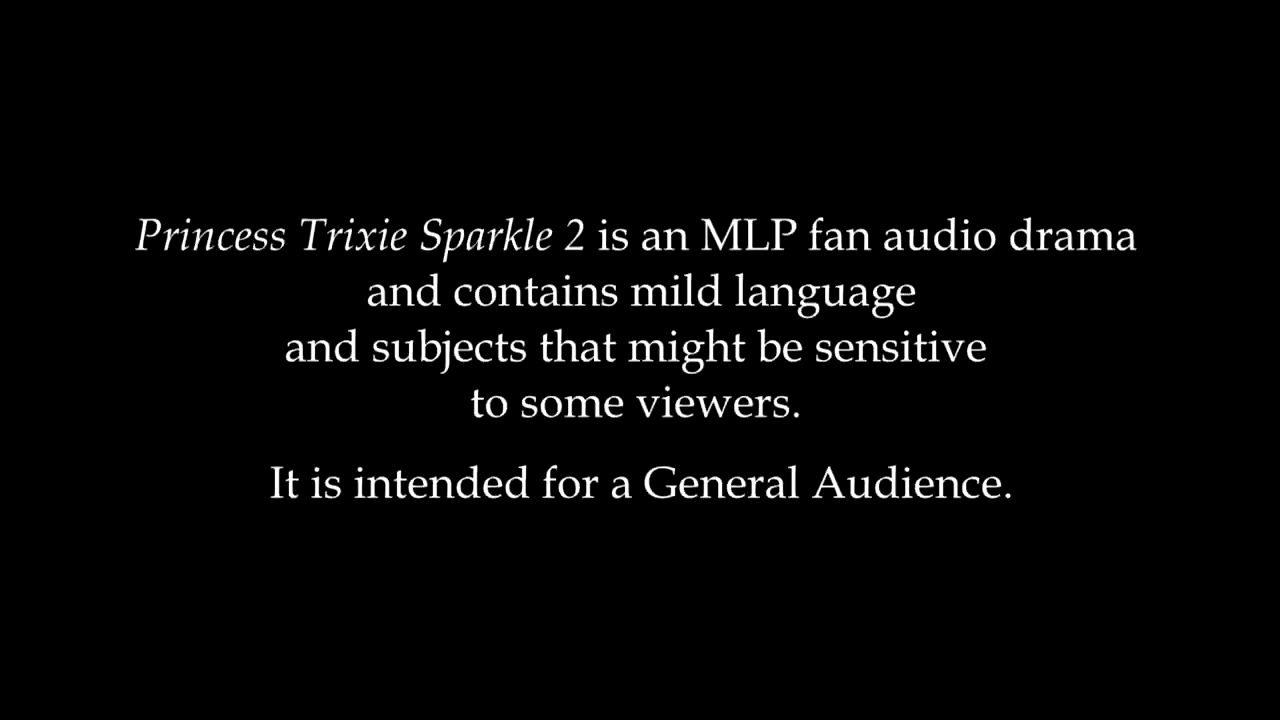 Princess Trixie Sparkle 2 is an MLP fan audio drama
and contains mild language
and subjects that might be sensitive
to some viewers.
It is intended for a General Audience.